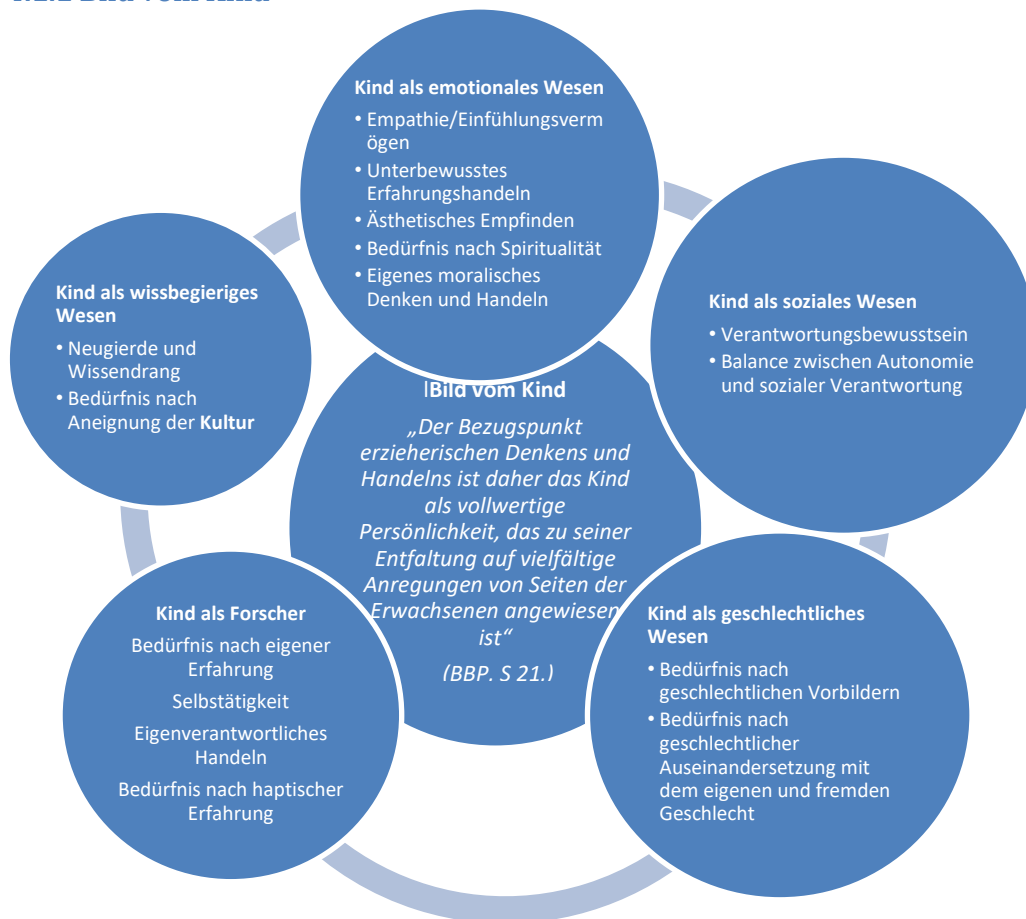 Kind als emotionales Wesen
• Empathie/Einfühlungsverm
ögen
• Unterbewusstes
Erfahrungshandeln
• Ästhetisches Empfinden
• Bedürfnis nach Spiritualität
• Eigenes moralisches
Denken und Handeln
Kind als soziales Wesen
• Verantwortungsbewusstsein
• Balance zwischen Autonomie
und sozialer Verantwortung
Kind als geschlechtliches
Wesen
• Bedürfnis nach
geschlechtlichen Vorbildern
• Bedürfnis nach
geschlechtlicher
Auseinandersetzung mit
dem eigenen und fremden
Geschlecht
Kind als Forscher
Bedürfnis nach eigener
Erfahrung
Selbstätigkeit
Eigenverantwortliches
Handeln
Bedürfnis nach haptischer
Erfahrung
Kind als wissbegieriges
Wesen
• Neugierde und
Wissendrang
• Bedürfnis nach
Aneignung der Kultur
Bild vom Kind
„Der Bezugspunkt
erzieherischen Denkens und
Handelns ist daher das Kind
als vollwertige
Persönlichkeit, das zu seiner
Entfaltung auf vielfältige
Anregungen von Seiten der
Erwachsenen angewiesen
ist“
(BBP. S 21.)